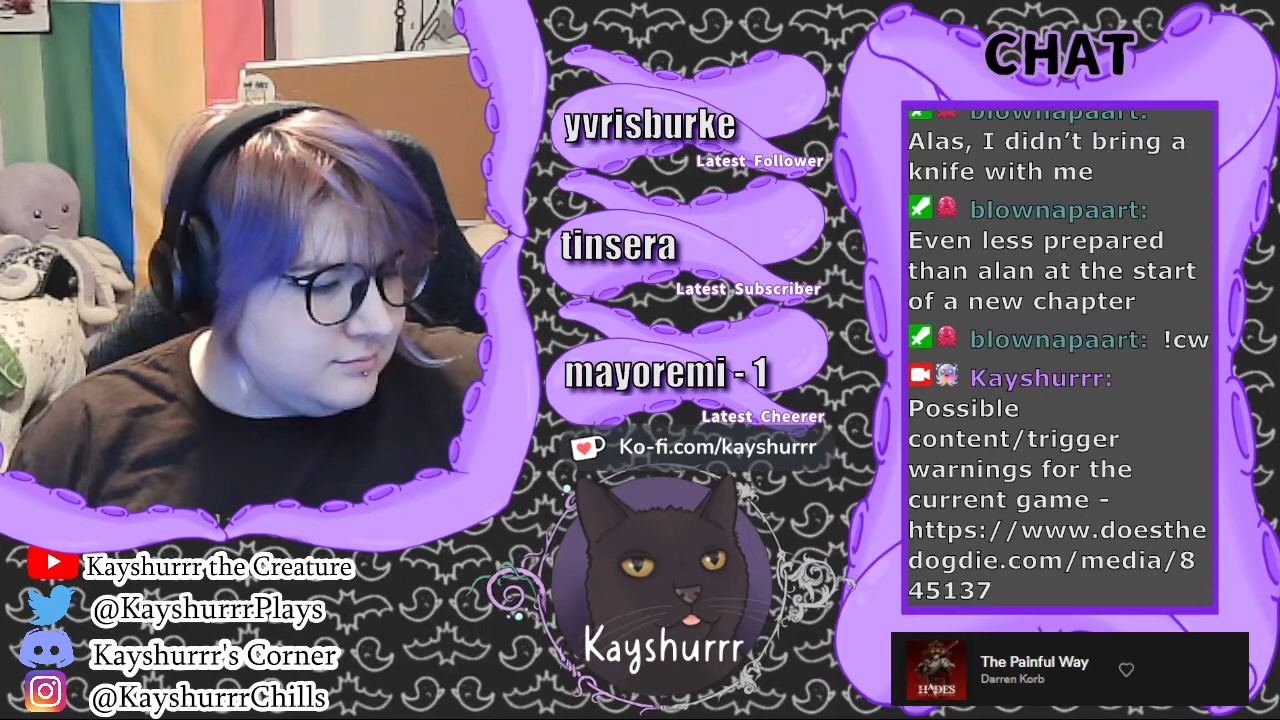 yvrisburke
Latest Follower
tinsera
Latest Subscriber
mayoremi - 1
Latest Cheerer
Ko-fi.com/kayshurrr
Kayshurrr
Kayshurrr the Creature
@KayshurrrPlays
Kayshurrr's Corner
@KayshurrrChills
CHAT
blownapaart:
Alas, I didn’t bring a
knife with me
blownapaart:
Even less prepared
than alan at the start
of a new chapter
blownapaart: !cw
Kayshurrr:
Possible
content/trigger
warnings for the
current game -
https://www.doesthe
dogdie.com/media/8
45137
HADES
The Painful Way
Darren Korb